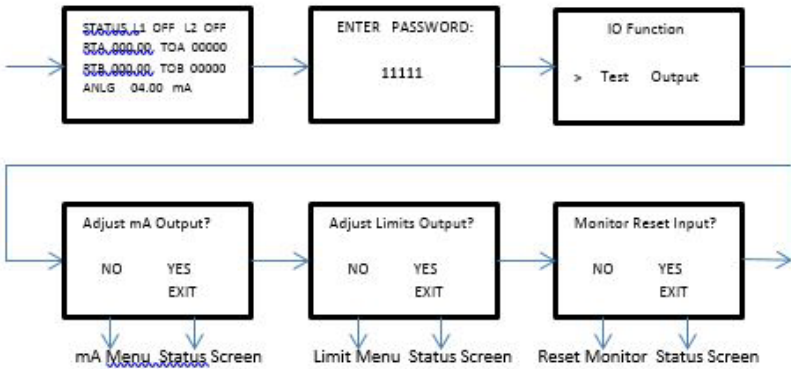 STATUS L1 OFF L2 OFF
RTA 000.00 TOA 00000
RTB 000.00 TOB 00000
ANLG 04.00 mA
ENTER PASSWORD:
11111
IO Function
> Test Output
Adjust mA Output?
NO YES
EXIT
mA Menu Status Screen
Adjust Limits Output?
NO YES
EXIT
Limit Menu Status Screen
Monitor Reset Input?
NO YES
EXIT
Reset Monitor Status Screen